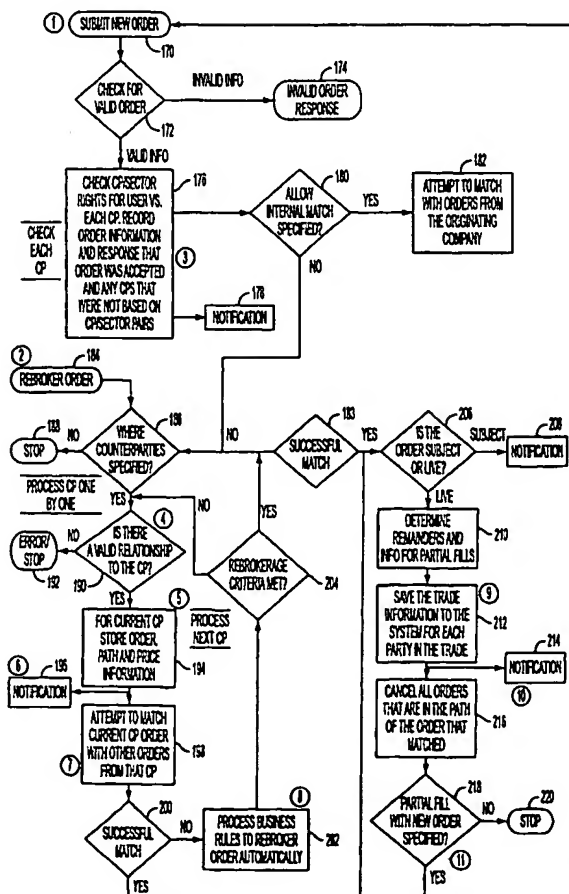 1
SUBMIT NEW ORDER
170
CHECK FOR
VALID ORDER
172
INVALID INFO
174
INVALID ORDER
RESPONSE
VALID INFO
CHECK
EACH
CP
176
CHECK CP/SECTOR
RIGHTS FOR USER VS.
EACH CP. RECORD
ORDER INFORMATION
AND RESPONSE THAT
ORDER WAS ACCEPTED
AND ANY CPS THAT
WERE NOT BASED ON
CP/SECTOR PAIRS
3
178
NOTIFICATION
180
ALLOW
INTERNAL MATCH
SPECIFIED?
YES
NO
182
ATTEMPT TO MATCH
WITH ORDERS FROM
THE ORIGINATING
COMPANY
2
184
REBROKER ORDER
WHERE
COUNTERPARTIES
SPECIFIED?
NO
STOP
YES
NO
PROCESS CP ONE
BY ONE
4
IS THERE
A VALID RELATIONSHIP
TO THE CP?
190
NO
ERROR/
STOP
192
YES
5
FOR CURRENT CP
STORE ORDER,
PATH AND PRICE
INFORMATION
194
PROCESS
NEXT CP
6
NOTIFICATION
ATTEMPT TO MATCH
CURRENT CP ORDER
WITH OTHER ORDERS
FROM THAT CP
7
200
SUCCESSFUL
MATCH
NO
YES
8
PROCESS BUSINESS
RULES TO REBROKER
ORDER AUTOMATICALLY
202
REBROKERAGE
CRITERIA MET?
204
NO
YES
SUCCESSFUL
MATCH
YES
206
IS THE
ORDER SUBJECT
OR LIVE?
SUBJECT
208
NOTIFICATION
LIVE
DETERMINE
REMAINDERS AND
INFO FOR PARTIAL FILLS
210
9
SAVE THE TRADE
INFORMATION TO THE
SYSTEM FOR EACH
PARTY IN THE TRADE
212
214
NOTIFICATION
10
CANCEL ALL ORDERS
THAT ARE IN THE PATH
OF THE ORDER THAT
MATCHED
216
218
PARTIAL FILL
WITH NEW ORDER
SPECIFIED?
NO
220
STOP
11
YES